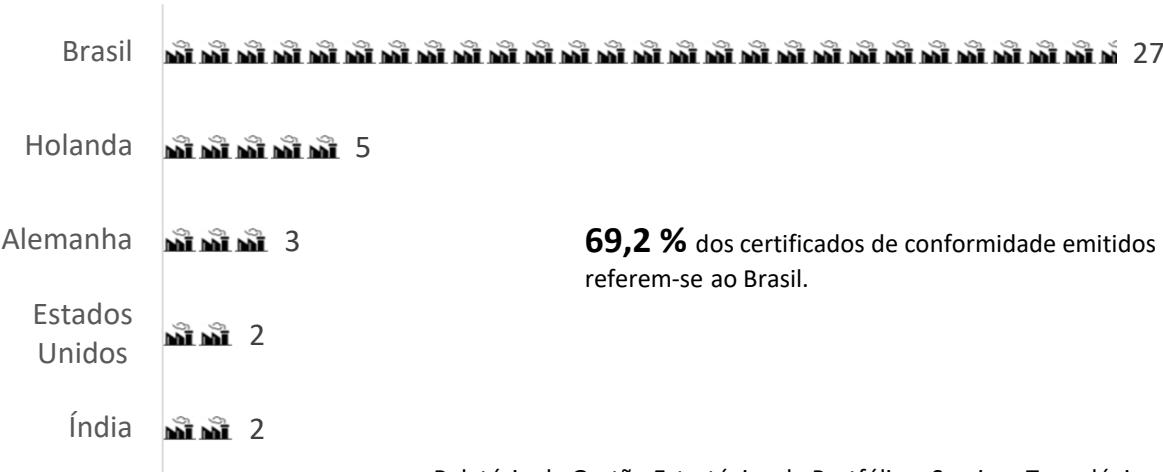 Brasil 27
Holanda 5
Alemanha 3
69,2 % dos certificados de conformidade emitidos
referem-se ao Brasil.
Estados
Unidos 2
Índia 2